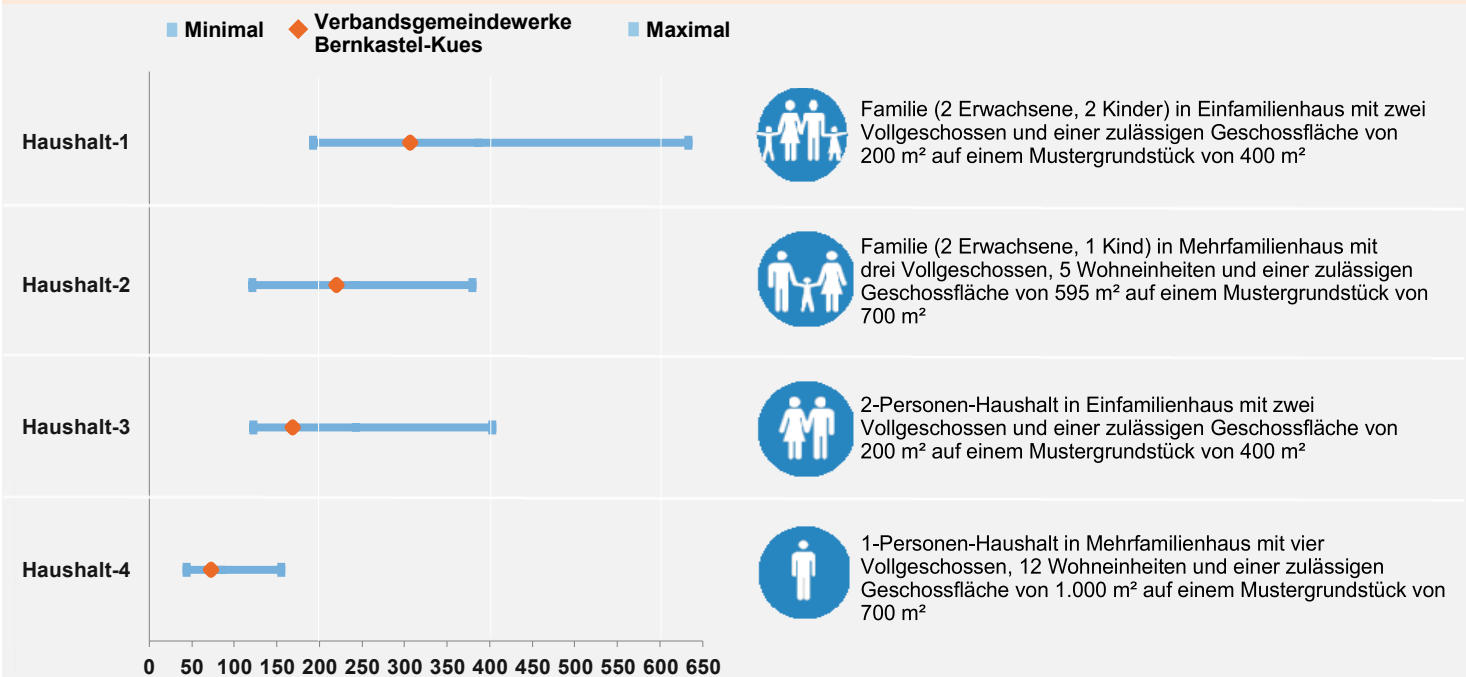 Minimal
Verbandsgemeindewerke
Bernkastel-Kues
Maximal
Haushalt-1
Familie (2 Erwachsene, 2 Kinder) in Einfamilienhaus mit zwei
Vollgeschossen und einer zulässigen Geschossfläche von
200 m² auf einem Mustergrundstück von 400 m²
Haushalt-2
Familie (2 Erwachsene, 1 Kind) in Mehrfamilienhaus mit
drei Vollgeschossen, 5 Wohneinheiten und einer zulässigen
Geschossfläche von 595 m² auf einem Mustergrundstück von
700 m²
Haushalt-3
2-Personen-Haushalt in Einfamilienhaus mit zwei
Vollgeschossen und einer zulässigen Geschossfläche von
200 m² auf einem Mustergrundstück von 400 m²
Haushalt-4
1-Personen-Haushalt in Mehrfamilienhaus mit vier
Vollgeschossen, 12 Wohneinheiten und einer zulässigen
Geschossfläche von 1.000 m² auf einem Mustergrundstück von
700 m²
0 50 100 150 200 250 300 350 400 450 500 550 600 650